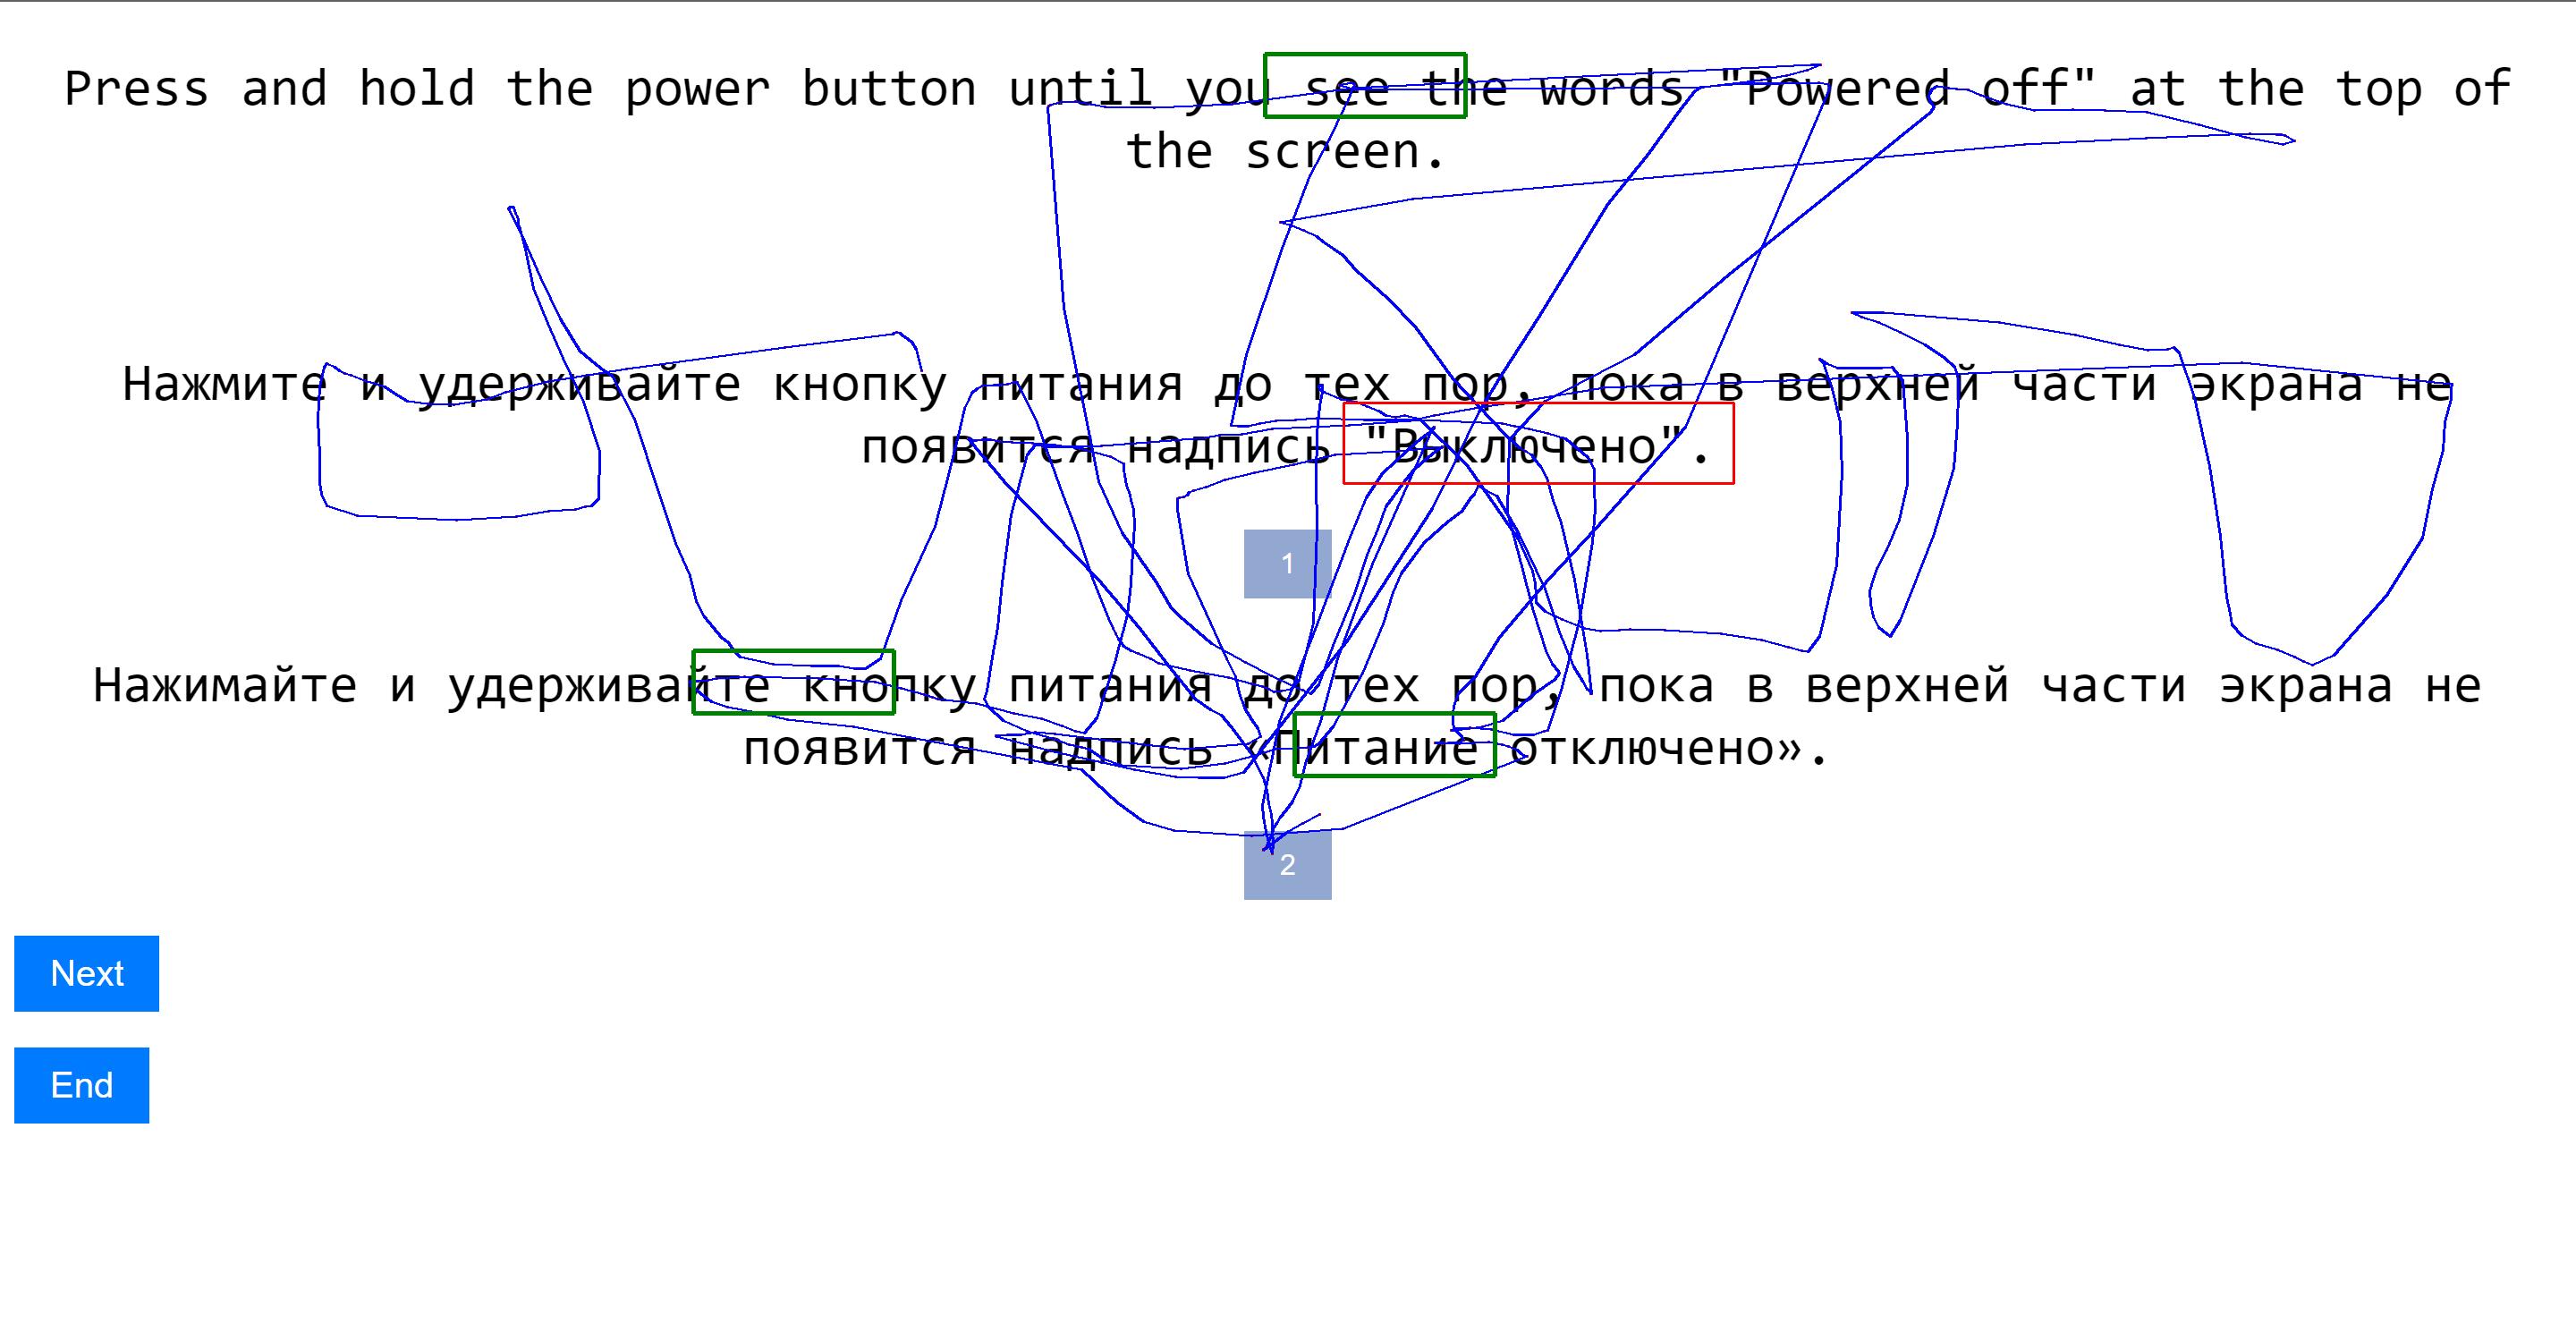 Press and hold the power button until you see the words "Powered off" at the top of
the screen.
Нажмите и удерживайте кнопку питания до тех пор, пока в верхней части экрана не
появится надпись "Выключено".
1
Нажимайте и удерживайте кнопку питания до тех пор, пока в верхней части экрана не
появится надпись «Питание отключено».
2
Next
End